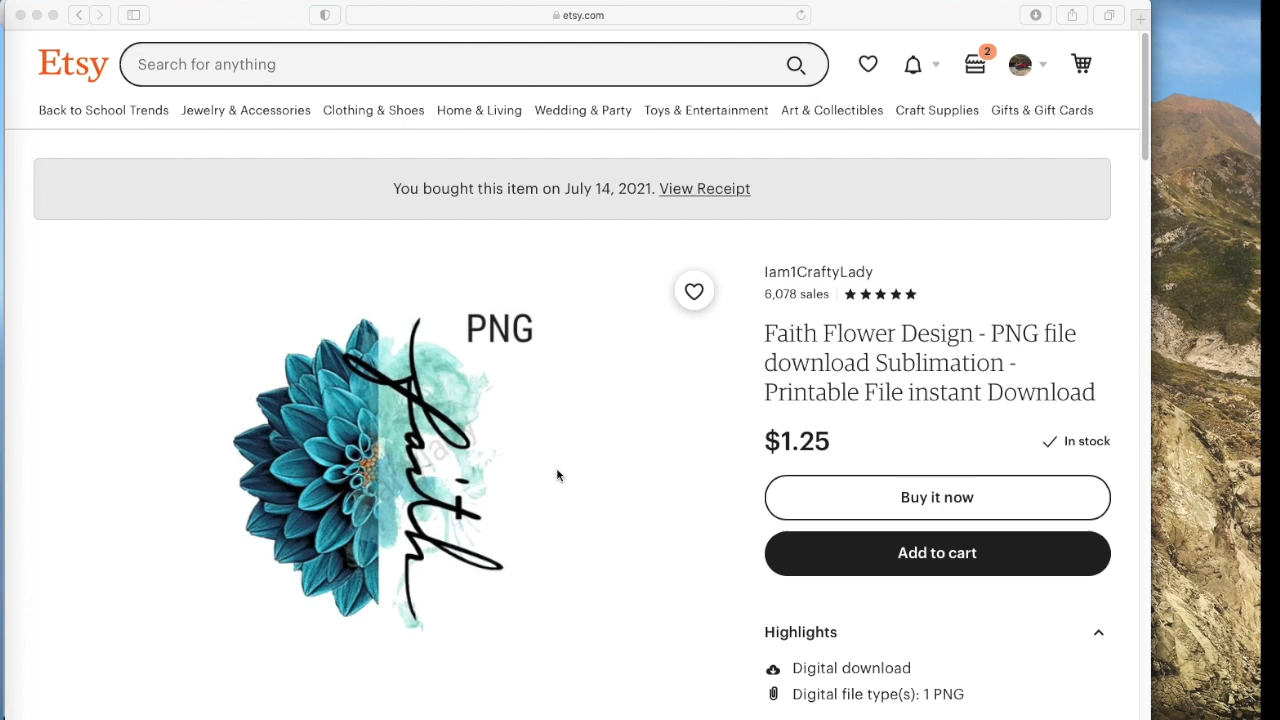 etsy.com
Etsy
Search for anything
2
Back to School Trends Jewelry & Accessories Clothing & Shoes Home & Living Wedding & Party Toys & Entertainment Art & Collectibles Craft Supplies Gifts & Gift Cards
You bought this item on July 14, 2021. View Receipt
PNG
faith
Iam1CraftyLady
6,078 sales
Faith Flower Design - PNG file
download Sublimation -
Printable File instant Download
$1.25
In stock
Buy it now
Add to cart
Highlights
Digital download
Digital file type(s): 1 PNG